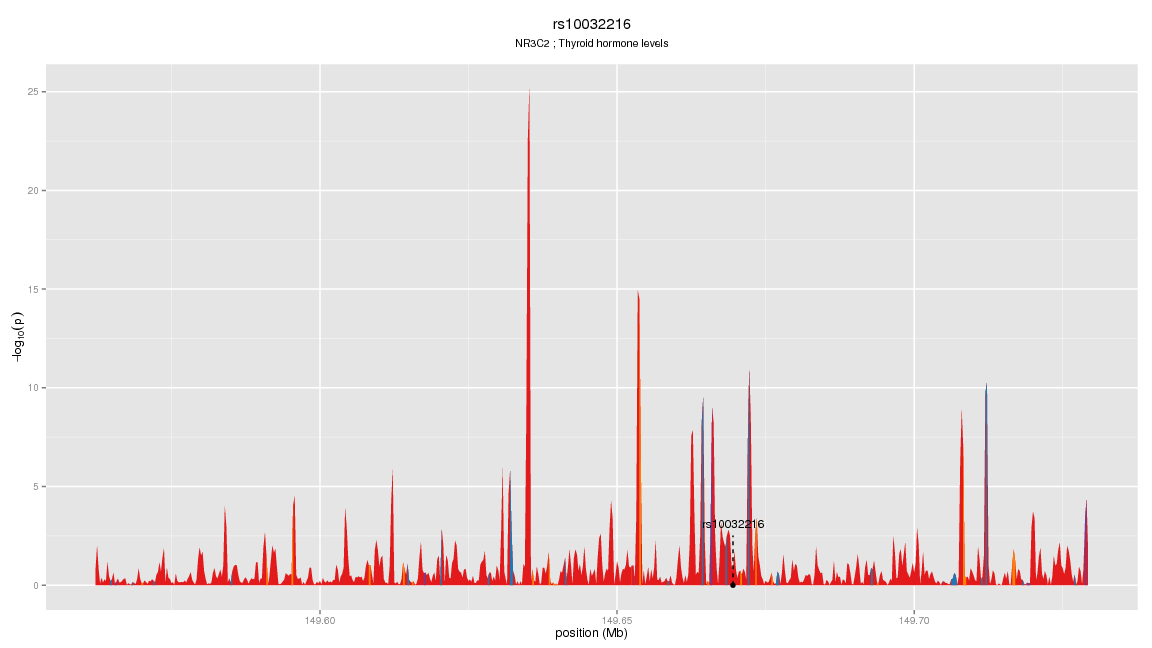 rs10032216
NR3C2 ; Thyroid hormone levels
25
20
15
10
5
0
−log10(p)
rs10032216
149.60
149.65
149.70
position (Mb)